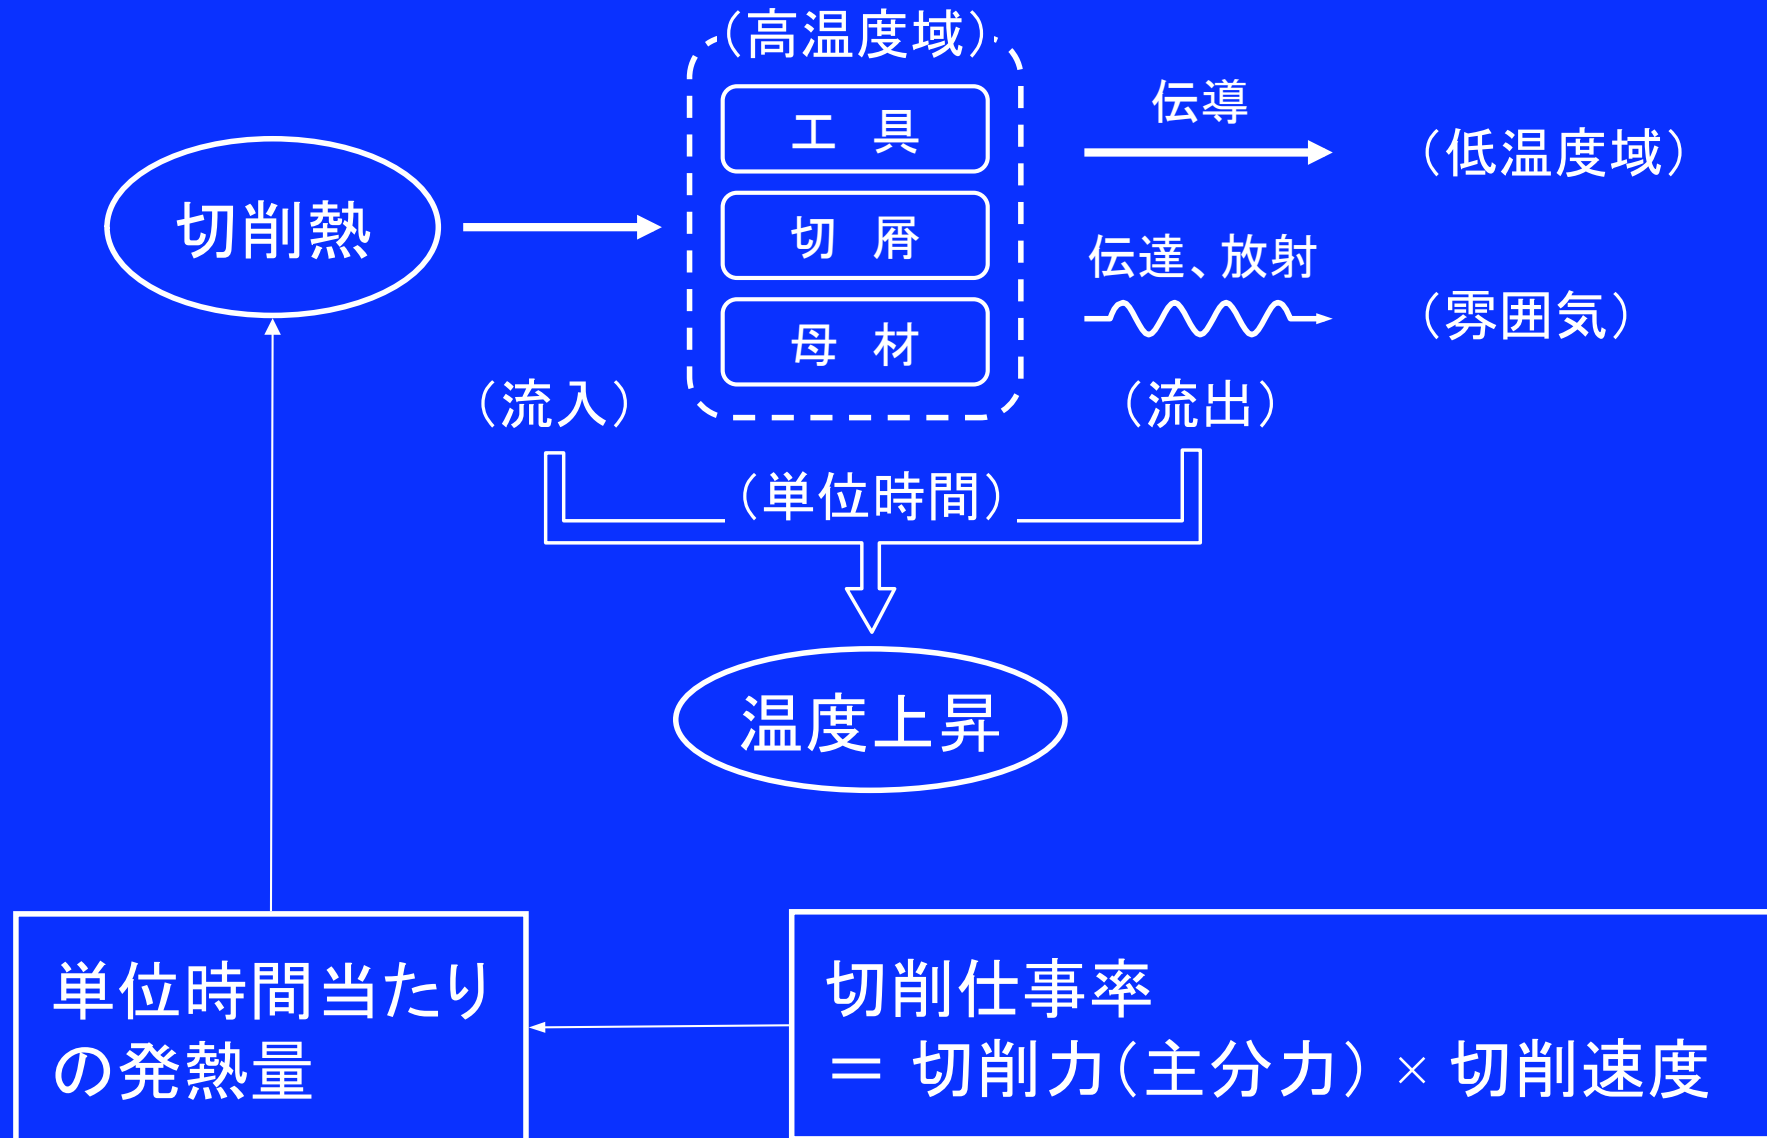 (高温度域)
工 具
切 屑
母 材
切削熱
伝導
(低温度域)
伝達、放射
(雰囲気)
(流入)
(流出)
(単位時間)
温度上昇
単位時間当たり
の発熱量
切削仕事率
= 切削力(主分力) × 切削速度